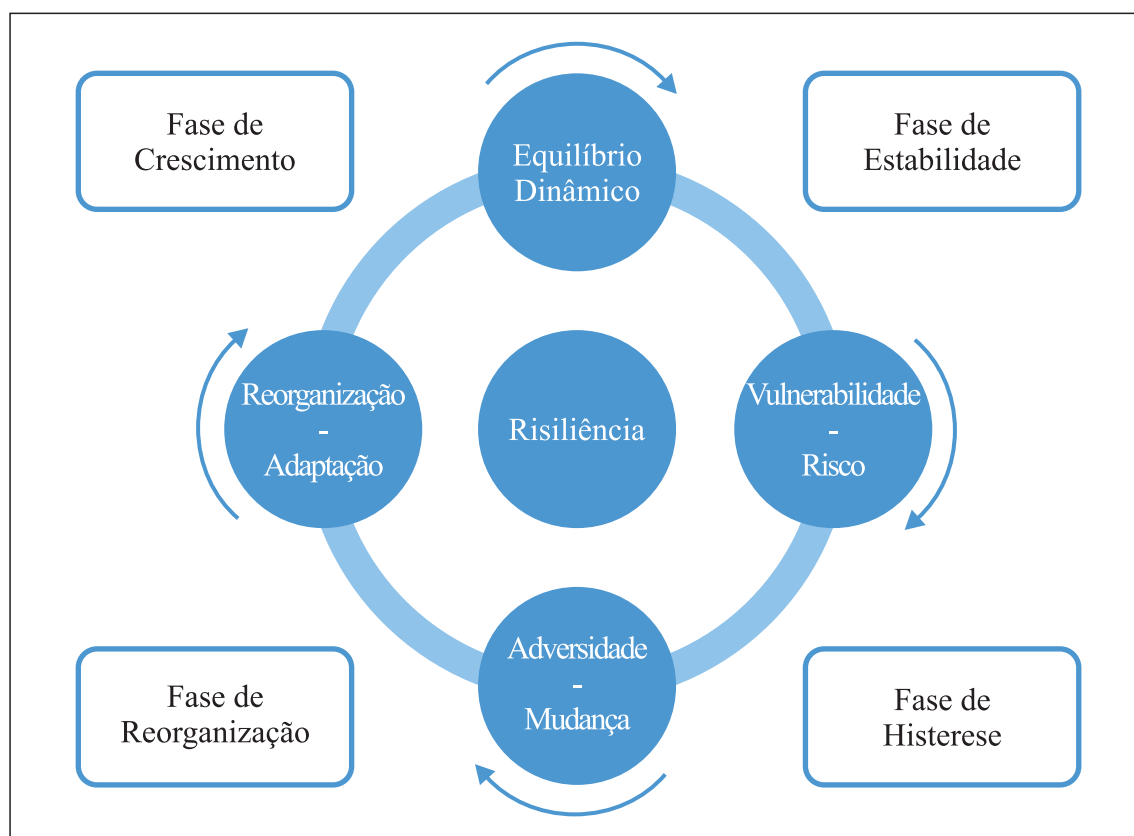 Fase de
Crescimento
Equilíbrio
Dinâmico
Fase de
Estabilidade
Reorganização
-
Adaptação
Risiliência
Vulnerabilidade
-
Risco
Fase de
Reorganização
Adversidade
-
Mudança
Fase de
Histerese